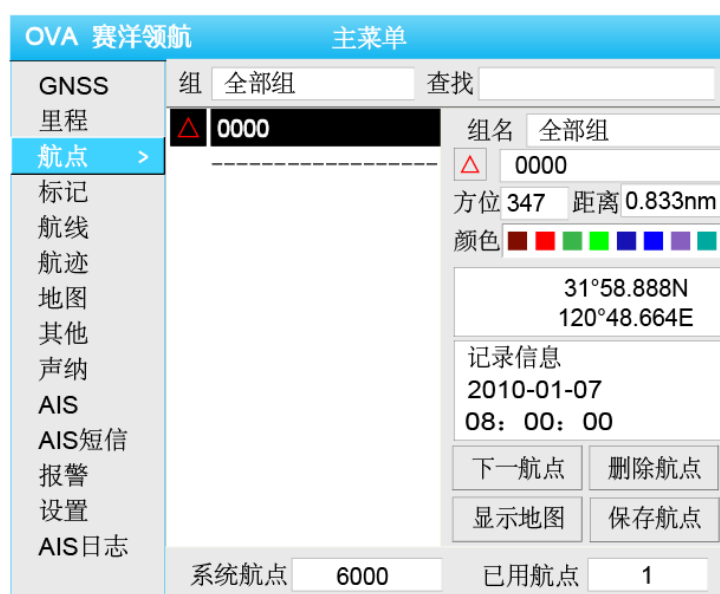 OVA 赛洋领航 主菜单
GNSS
里程
航点 >
标记
航线
航迹
地图
其他
声纳
AIS
AIS短信
报警
设置
AIS日志
组 全部组 查找
0000
组名 全部组
0000
方位 347 距离 0.833nm
颜色
31°58.888N
120°48.664E
记录信息
2010-01-07
08：00：00
下一航点 删除航点
显示地图 保存航点
系统航点 6000 已用航点 1